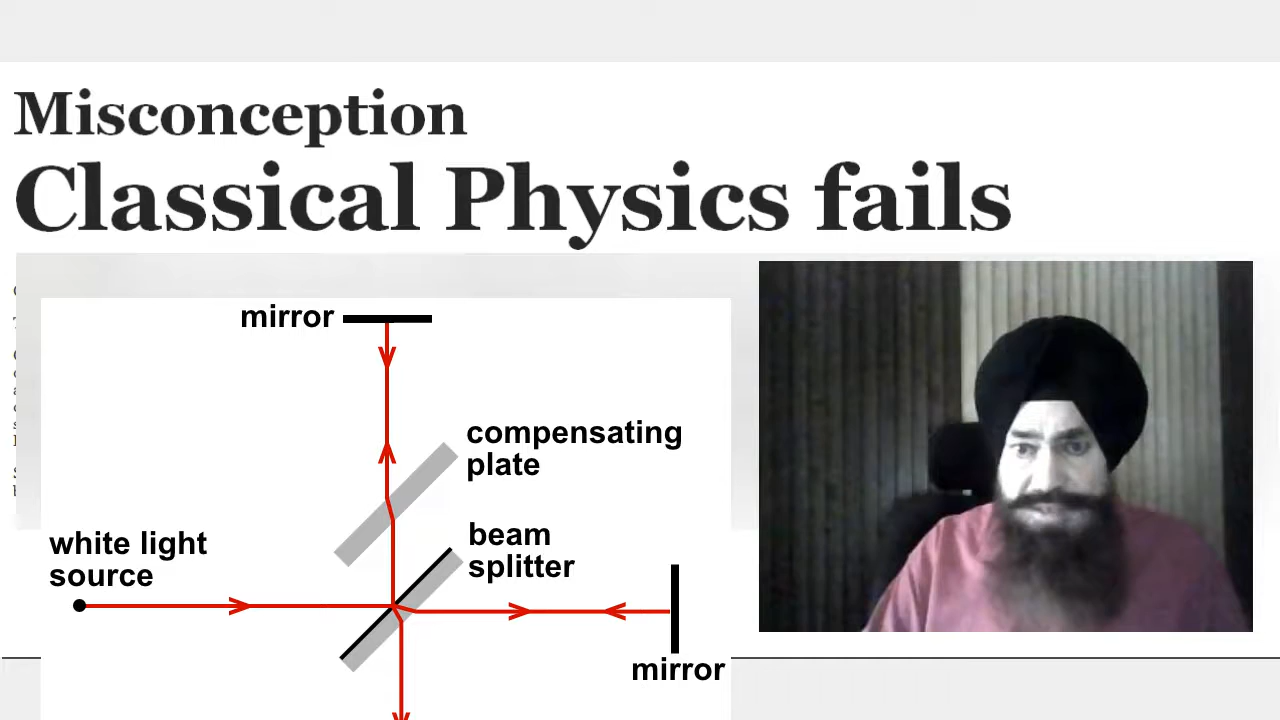 Misconception
Classical Physics fails
mirror
compensating
plate
beam
splitter
white light
source
mirror